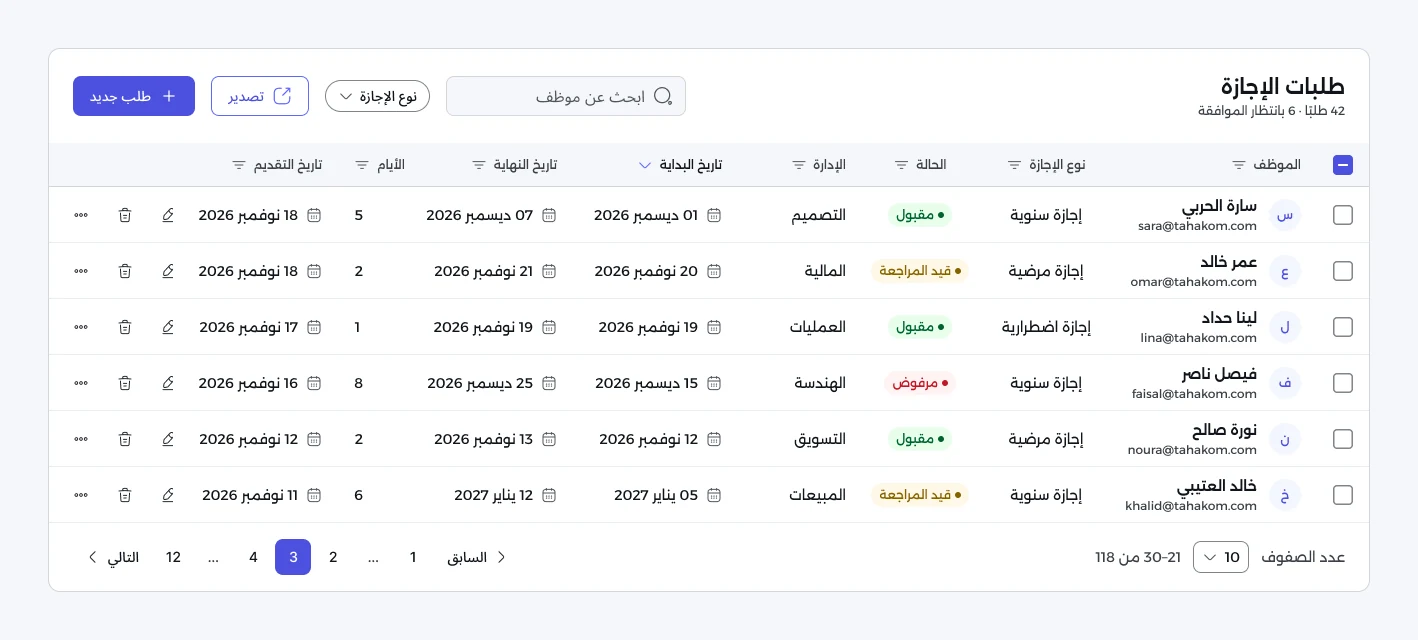 طلبات الإجازة
42 طلبًا · 6 بانتظار الموافقة
ابحث عن موظف
نوع الإجازة
تصدير
طلب جديد
الموظف نوع الإجازة الحالة الإدارة تاريخ البداية تاريخ النهاية الأيام تاريخ التقديم
س سارة الحربي إجازة سنوية مقبول التصميم 01 ديسمبر 2026 07 ديسمبر 2026 5 18 نوفمبر 2026
sara@tahakom.com
ع عمر خالد إجازة مرضية قيد المراجعة المالية 20 نوفمبر 2026 21 نوفمبر 2026 2 18 نوفمبر 2026
omar@tahakom.com
ل لينا حداد إجازة اضطرارية مقبول العمليات 19 نوفمبر 2026 19 نوفمبر 2026 1 17 نوفمبر 2026
lina@tahakom.com
ف فيصل ناصر إجازة سنوية مرفوض الهندسة 15 ديسمبر 2026 25 ديسمبر 2026 8 16 نوفمبر 2026
faisal@tahakom.com
ن نورة صالح إجازة مرضية مقبول التسويق 12 نوفمبر 2026 13 نوفمبر 2026 2 12 نوفمبر 2026
noura@tahakom.com
خ خالد العتيبي إجازة سنوية قيد المراجعة المبيعات 05 يناير 2027 12 يناير 2027 6 11 نوفمبر 2026
khalid@tahakom.com
عدد الصفوف 10 21–30 من 118
السابق 1 ... 2 3 4 ... 12 التالي